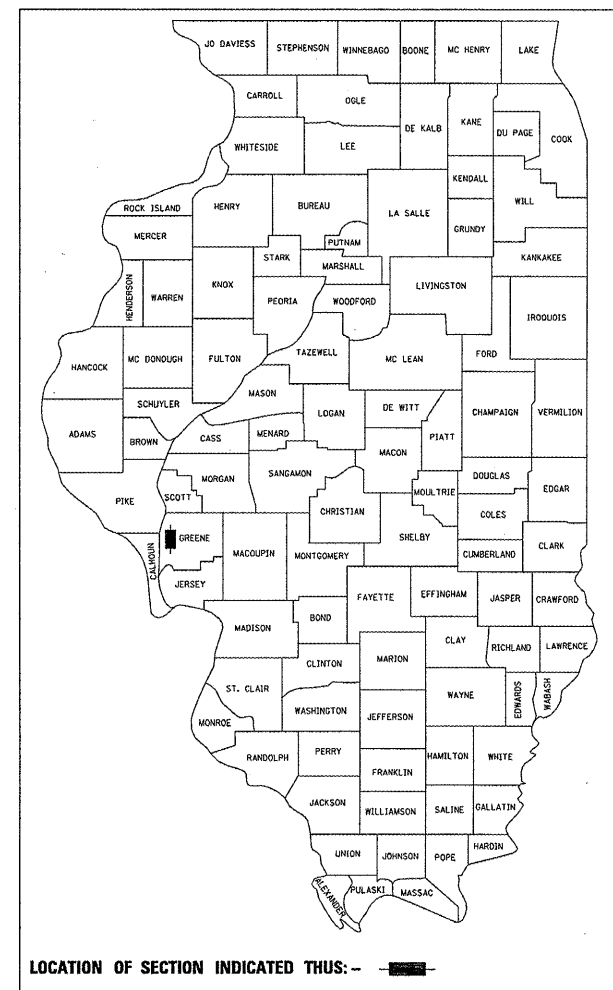 JO DAVIESS STEPHENSON WINNEBAGO BOONE MC HENRY LAKE
CARROLL OGLE DE KALB KANE DU PAGE COOK
WHITESIDE LEE
KENDALL WILL
ROCK ISLAND HENRY BUREAU LA SALLE GRUNDY
MERCER PUTNAM
STARK MARSHALL KANKAKEE
HENDERSON WARREN KNOX PEORIA WOODFORD LIVINGSTON IROQUOIS
HANCOCK MC DONOUGH FULTON TAZEWELL MC LEAN FORD
MASON
SCHUYLER LOGAN DE WITT CHAMPAIGN VERMILION
ADAMS BROWN CASS MENARD PIATT
MACON
MORGAN SANGAMON DOUGLAS
PIKE SCOTT MOULTRIE EDGAR
CHRISTIAN COLES
CALHOUN GREENE MACOUPIN MONTGOMERY SHELBY CUMBERLAND CLARK
JERSEY FAYETTE EFFINGHAM JASPER CRAWFORD
MADISON BOND
CLAY RICHLAND LAWRENCE
CLINTON MARION
ST. CLAIR WAYNE EDWARDS WABASH
WASHINGTON JEFFERSON
MONROE
RANDOLPH PERRY HAMILTON WHITE
FRANKLIN
JACKSON WILLIAMSON SALINE GALLATIN
UNION JOHNSON POPE HARDIN
ALEXANDER PULASKI MASSAC
LOCATION OF SECTION INDICATED THUS: -